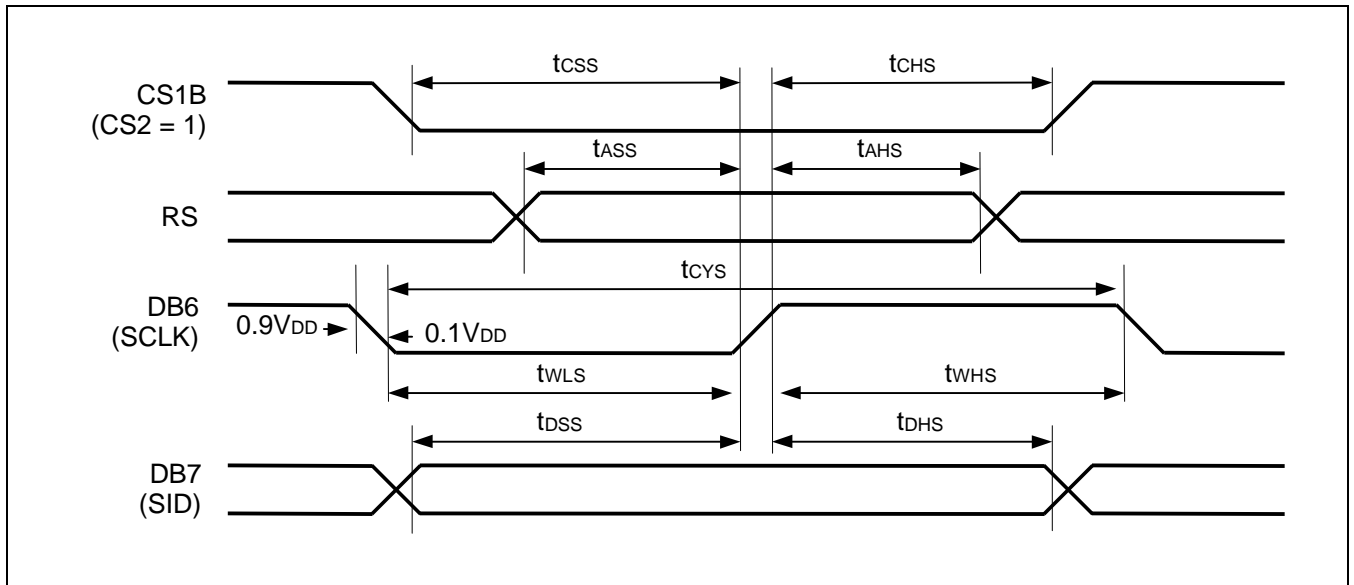 tCSS
tCHS
CS1B
(CS2 = 1)
tASS
tAHS
RS
tCYS
DB6
(SCLK)
0.9VDD
0.1VDD
tWLS
tWHS
tDSS
tDHS
DB7
(SID)